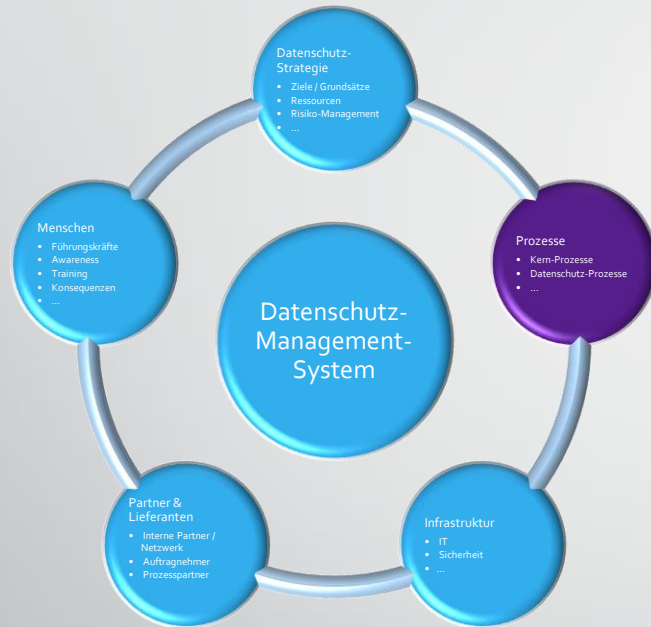 Datenschutz-
Strategie
• Ziele / Grundsätze
• Ressourcen
• Risiko-Management
• ...
Menschen
• Führungskräfte
• Awareness
• Training
• Konsequenzen
• ...
Prozesse
• Kern-Prozesse
• Datenschutz-Prozesse
• ...
Datenschutz-
Management-
System
Partner &
Lieferanten
• Interne Partner /
Netzwerk
• Auftragnehmer
• Prozesspartner
Infrastruktur
• IT
• Sicherheit
• ...